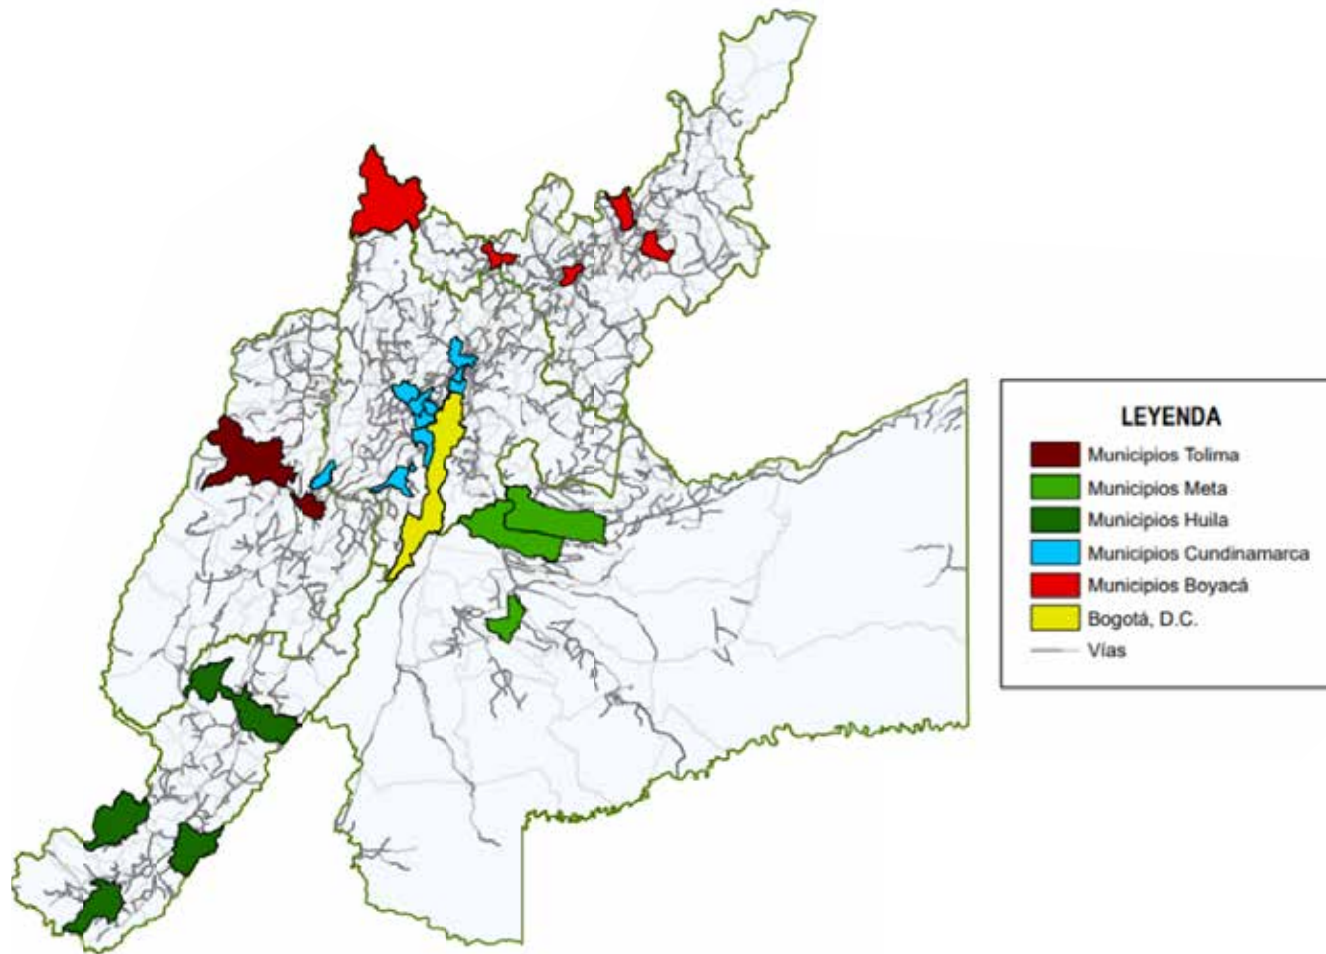 LEYENDA
Municipios Tolima
Municipios Meta
Municipios Huila
Municipios Cundinamarca
Municipios Boyacá
Bogotá, D.C.
Vías